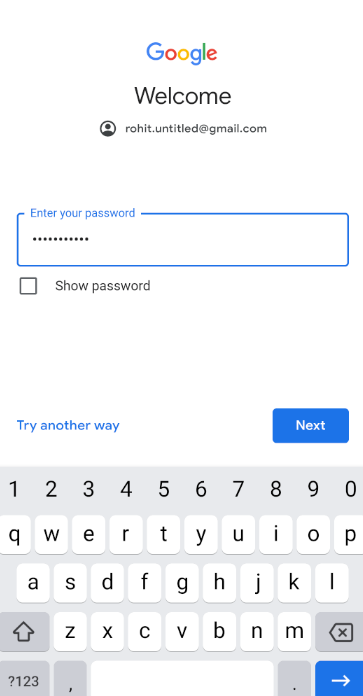 Google
Welcome
rohit.untitled@gmail.com
Enter your password
•••••••••••
Show password
Try another way
Next
1 2 3 4 5 6 7 8 9 0
q w e r t y u i o p
a s d f g h j k l
z x c v b n m
?123 , .